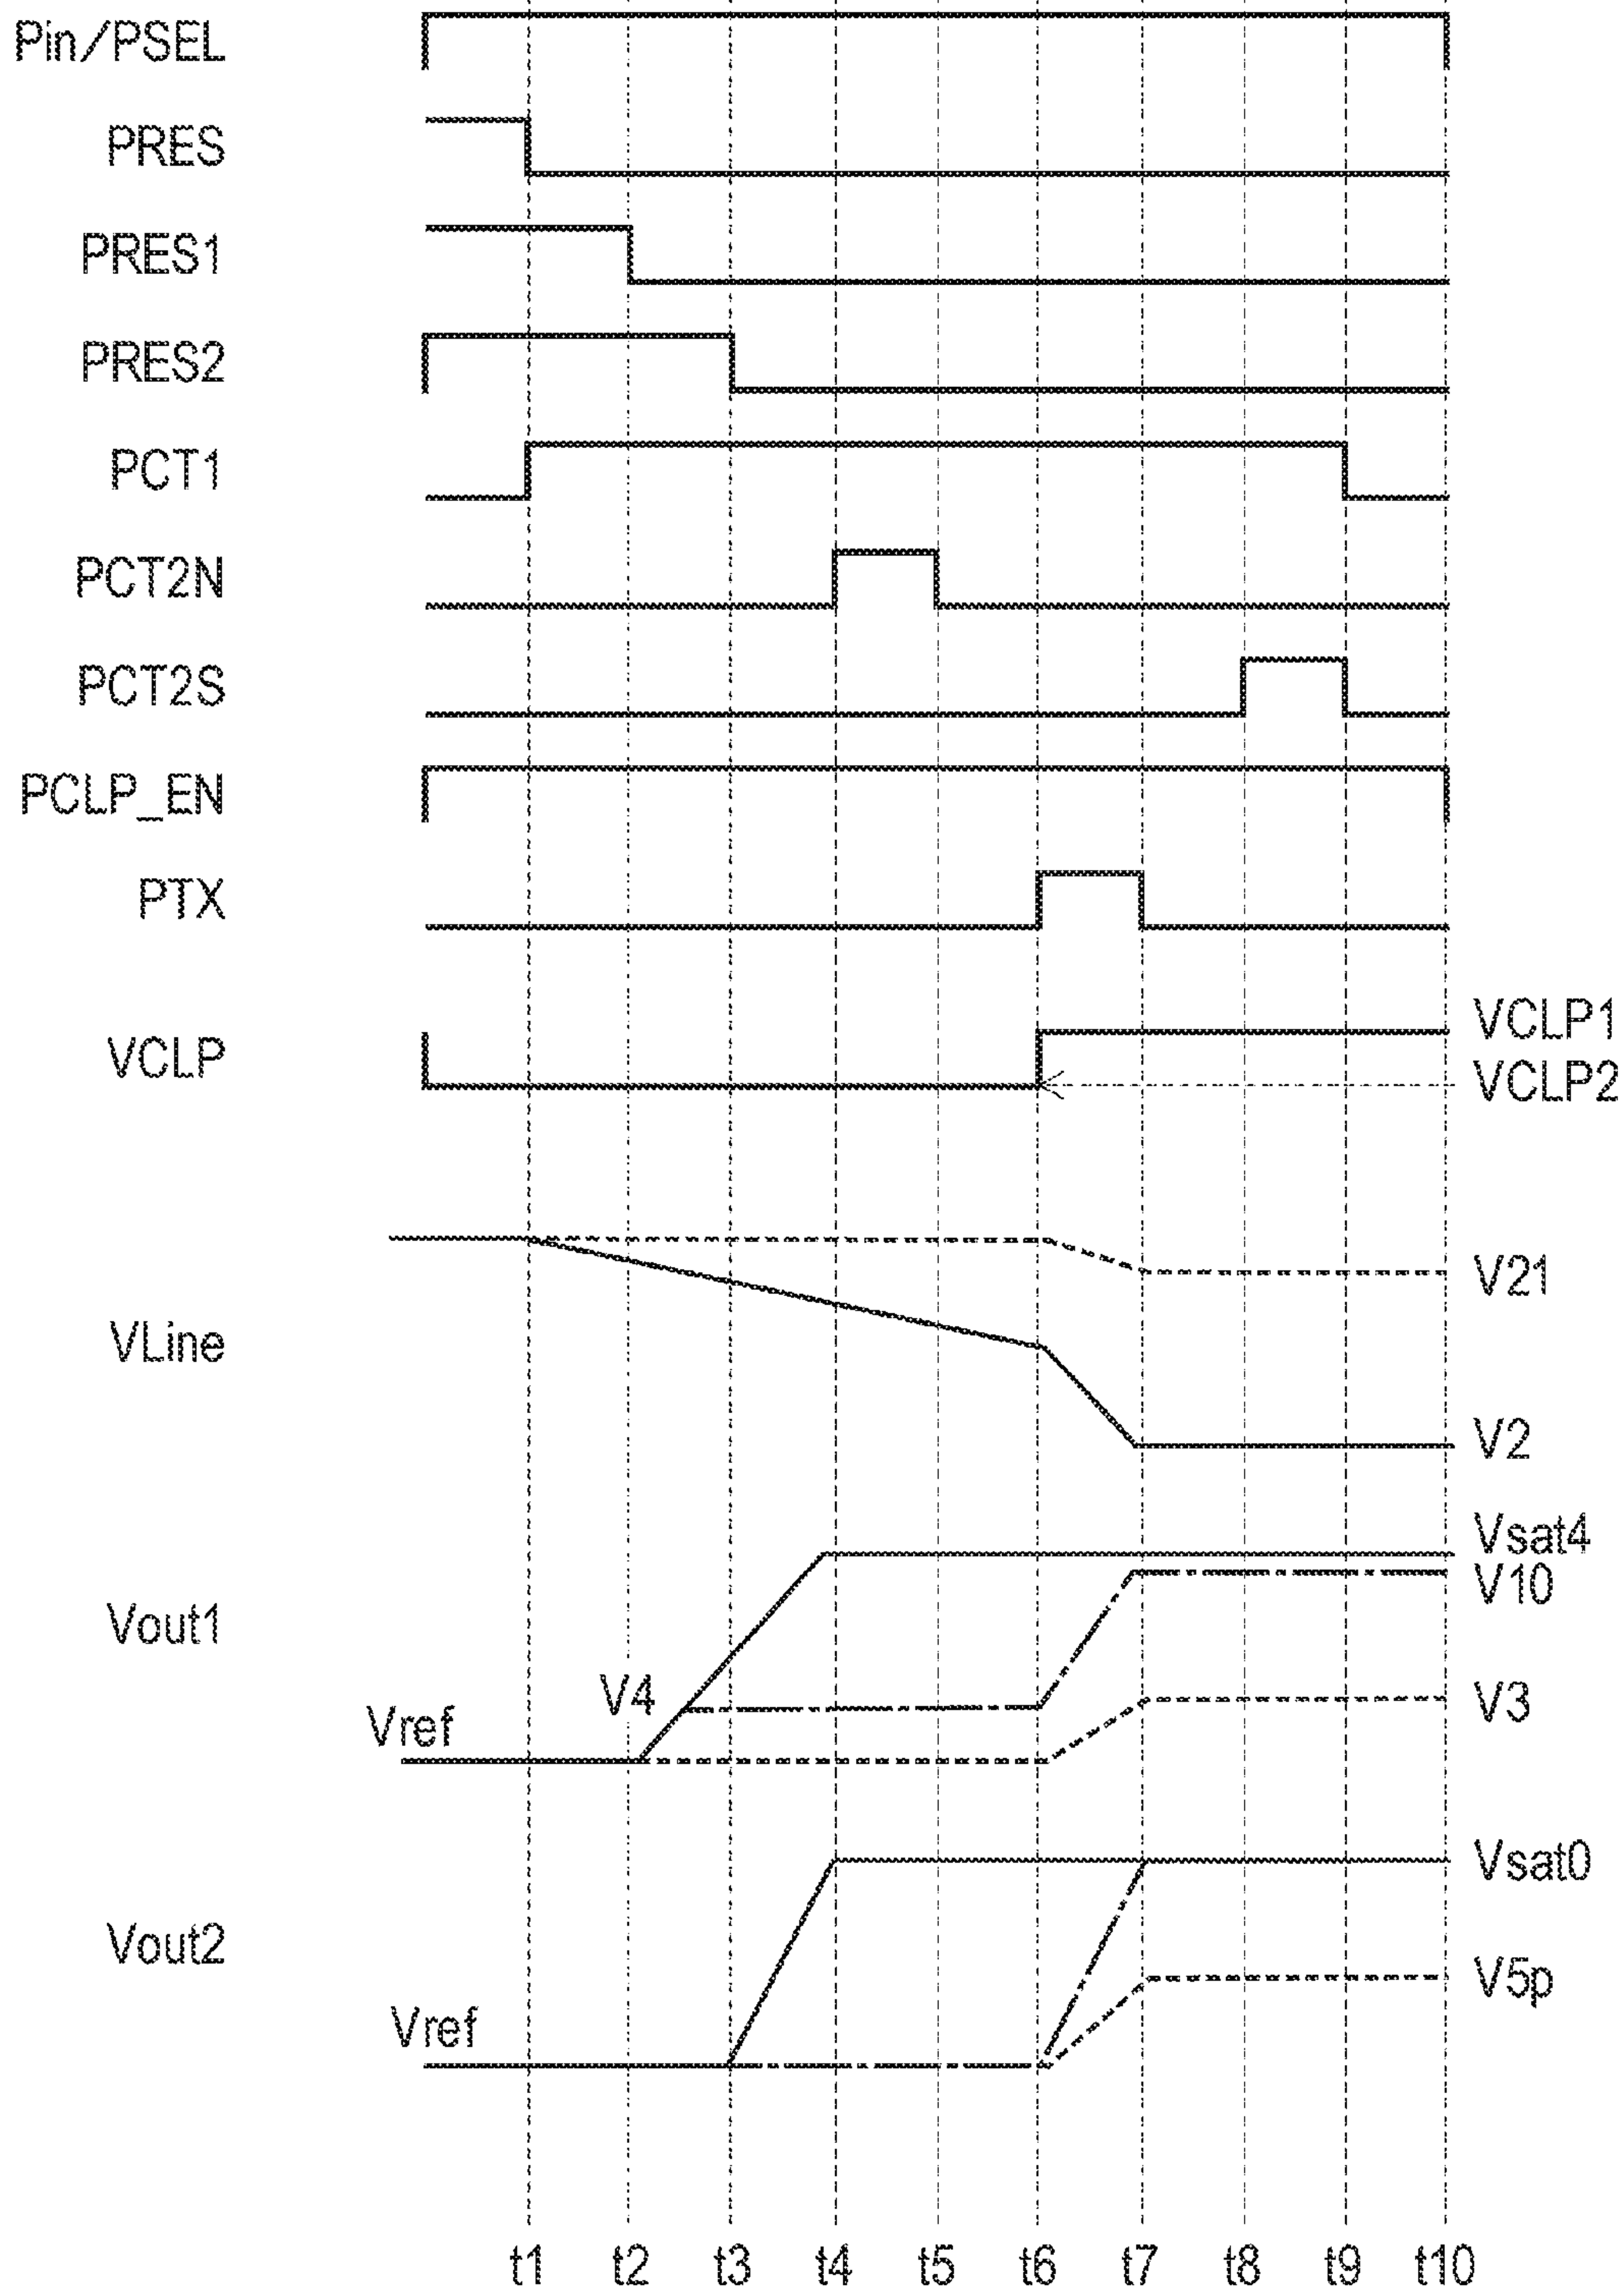 Pin/PSEL
PRES
PRES1
PRES2
PCT1
PCT2N
PCT2S
PCLP_EN
PTX
VCLP1
VCLP
VCLP2
V21
VLine
V2
Vsat4
V10
Vout1
V4
V3
Vref
Vsat0
Vout2
V5p
Vref
t1 t2 t3 t4 t5 t6 t7 t8 t9 t10